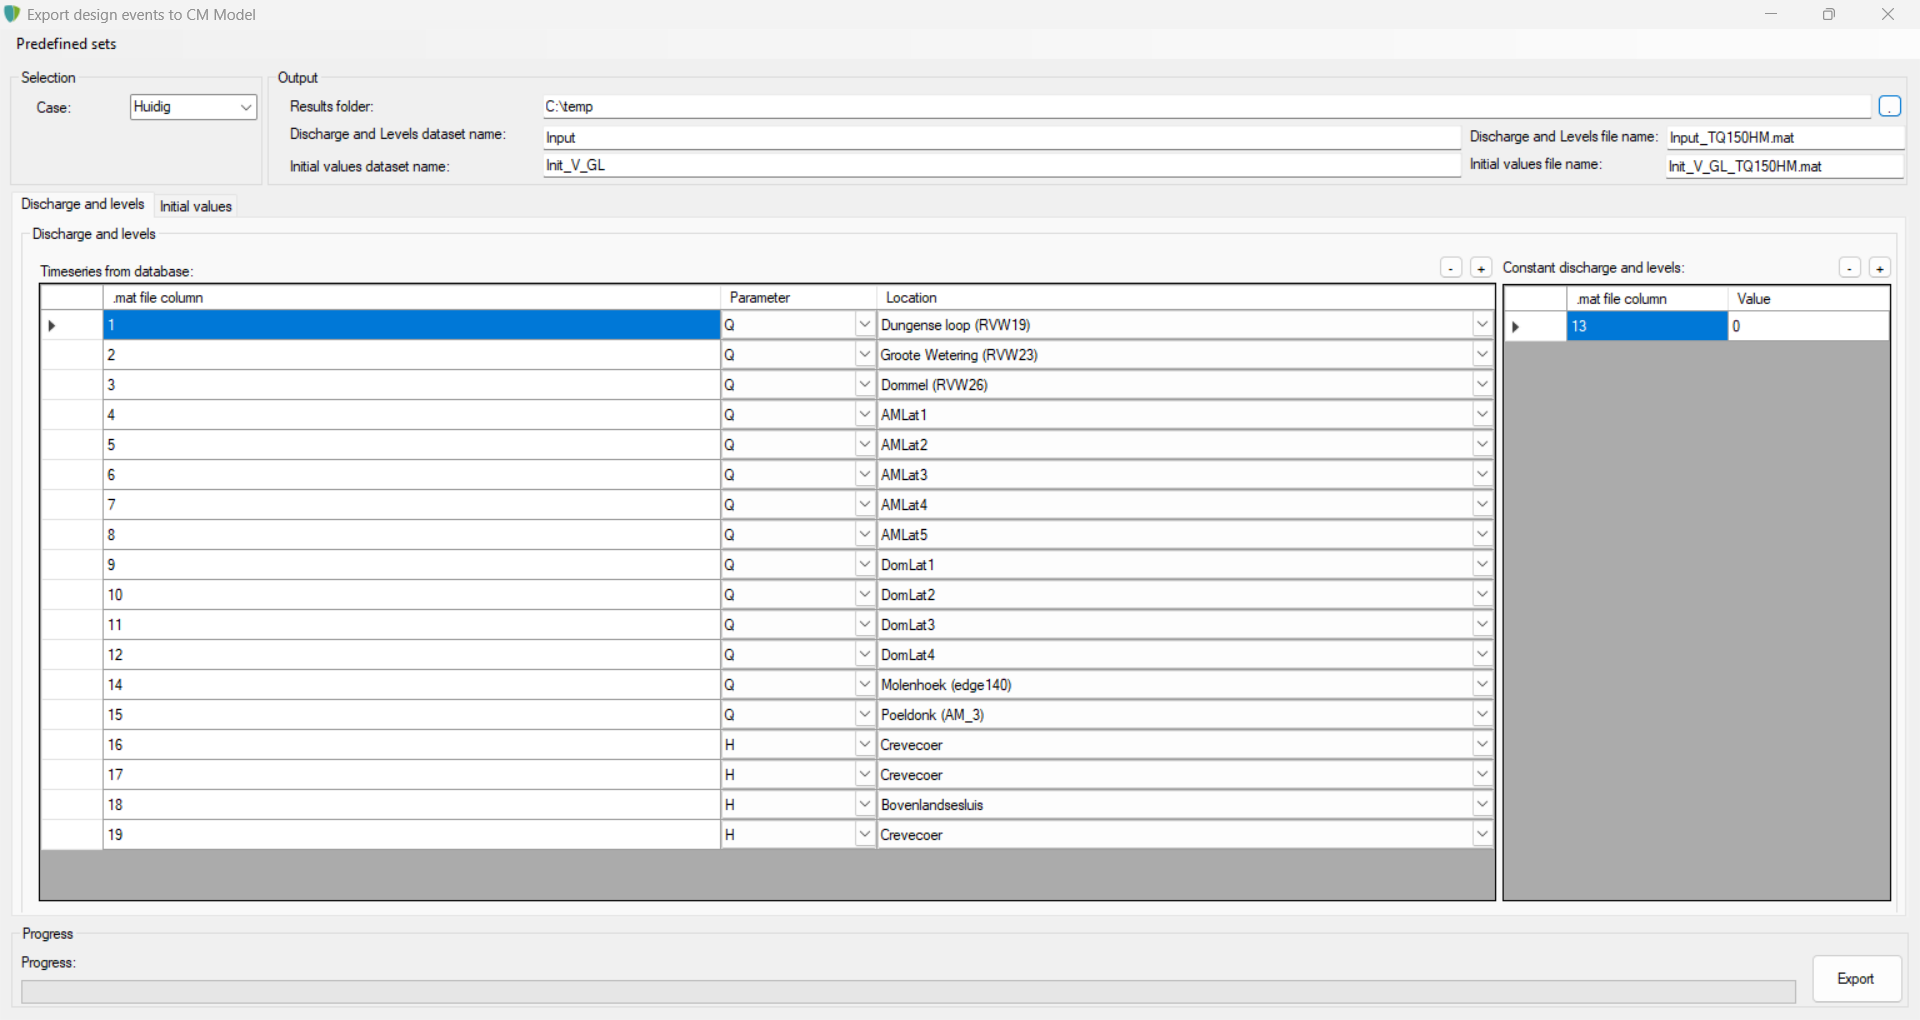 Export design events to CM Model
Predefined sets
Selection
Case: Huidig
Output
Results folder: C:\temp
Discharge and Levels dataset name: Input
Discharge and Levels file name: Input_TQ150HM.mat
Initial values dataset name: Init_V_GL
Initial values file name: Init_V_GL_TQ150HM.mat
Discharge and levels Initial values
Discharge and levels
Timeseries from database: - +
.mat file column Parameter Location
1 Q Dungense loop (RVW19)
2 Q Groote Wetering (RVW23)
3 Q Dommel (RVW26)
4 Q AMLat1
5 Q AMLat2
6 Q AMLat3
7 Q AMLat4
8 Q AMLat5
9 Q DomLat1
10 Q DomLat2
11 Q DomLat3
12 Q DomLat4
14 Q Molenhoek (edge140)
15 Q Poeldonk (AM_3)
16 H Crevecoer
17 H Crevecoer
18 H Bovenlandsesluis
19 H Crevecoer
Constant discharge and levels: - +
.mat file column Value
13 0
Progress
Progress:
Export